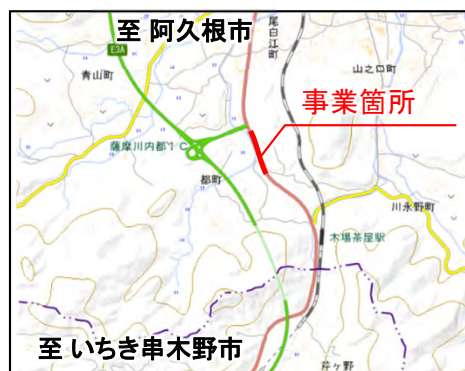 至 阿久根市
E3A
尾白江町
青山町
山之口町
事業箇所
薩摩川内都IC
都町
川永野町
木場茶屋駅
至 いちき串木野市
芹ヶ野